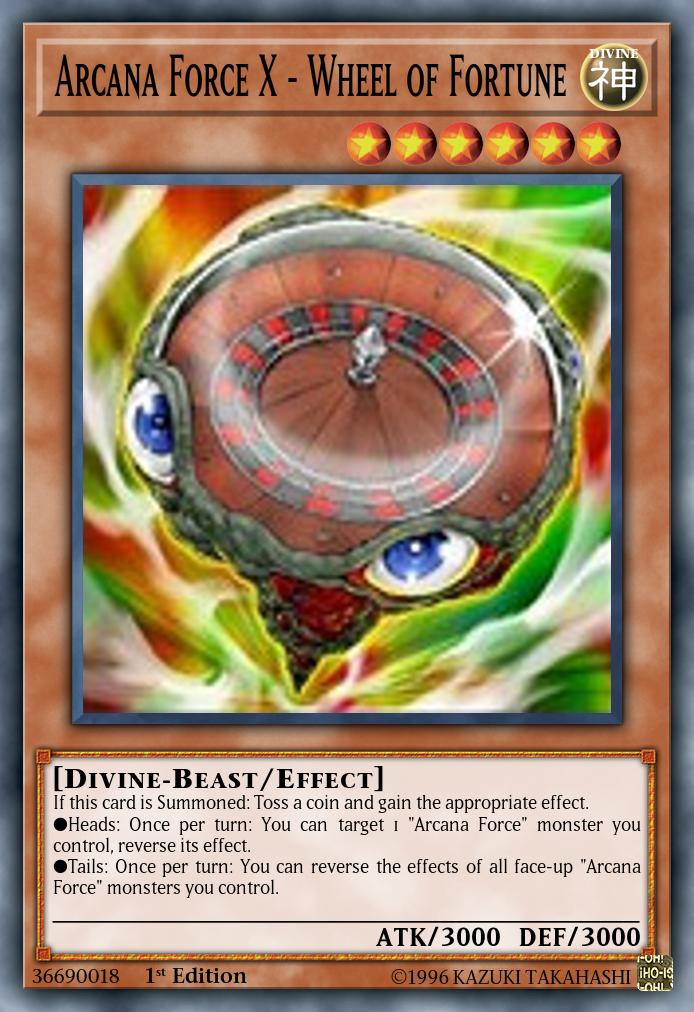 Arcana Force X - Wheel of Fortune
DIVINE
神
[Divine-Beast/Effect]
If this card is Summoned: Toss a coin and gain the appropriate effect.
●Heads: Once per turn: You can target 1 "Arcana Force" monster you
control, reverse its effect.
●Tails: Once per turn: You can reverse the effects of all face-up "Arcana
Force" monsters you control.
ATK/3000 DEF/3000
36690018 1st Edition ©1996 KAZUKI TAKAHASHI